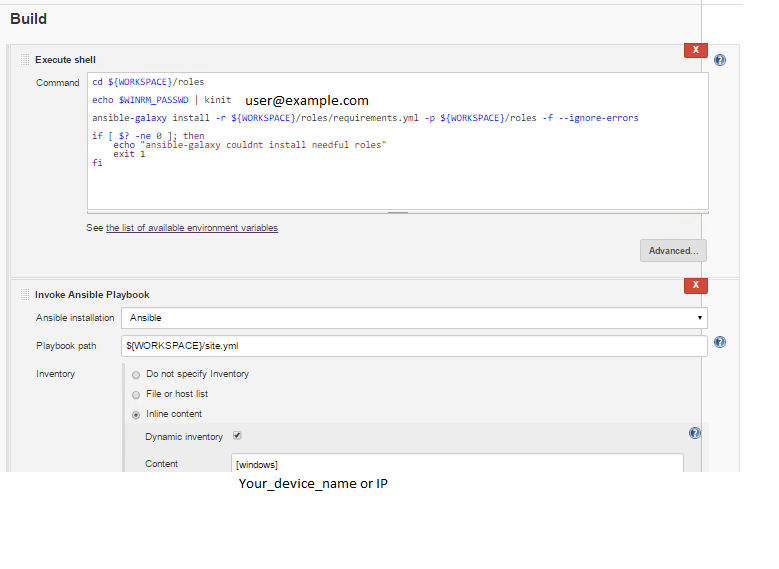 Build
X
Execute shell
Command
cd ${WORKSPACE}/roles
echo $WINRM_PASSWD | kinit user@example.com
ansible-galaxy install -r ${WORKSPACE}/roles/requirements.yml -p ${WORKSPACE}/roles -f --ignore-errors
if [ $? -ne 0 ]; then
echo "ansible-galaxy couldnt install needful roles"
exit 1
fi
See the list of available environment variables
Advanced...
X
Invoke Ansible Playbook
Ansible installation Ansible
Playbook path ${WORKSPACE}/site.yml
Inventory
Do not specify Inventory
File or host list
Inline content
Dynamic inventory
Content [windows]
Your_device_name or IP